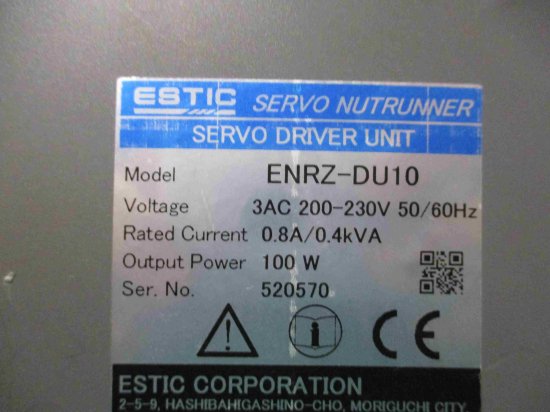 ESTIC SERVO NUTRUNNER
SERVO DRIVER UNIT
Model ENRZ-DU10
Voltage 3AC 200-230V 50/60Hz
Rated Current 0.8A/0.4kVA
Output Power 100 W
Ser. No. 520570
CE
ESTIC CORPORATION
2-5-9, HASHIBAHIGASHINO-CHO, MORIGUCHI CITY